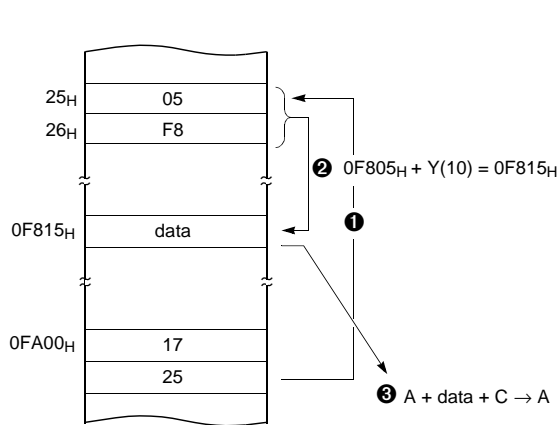 25H 05
26H F8
❷ 0F805H + Y(10) = 0F815H
0F815H data
❶
0FA00H 17
25
❸ A + data + C → A